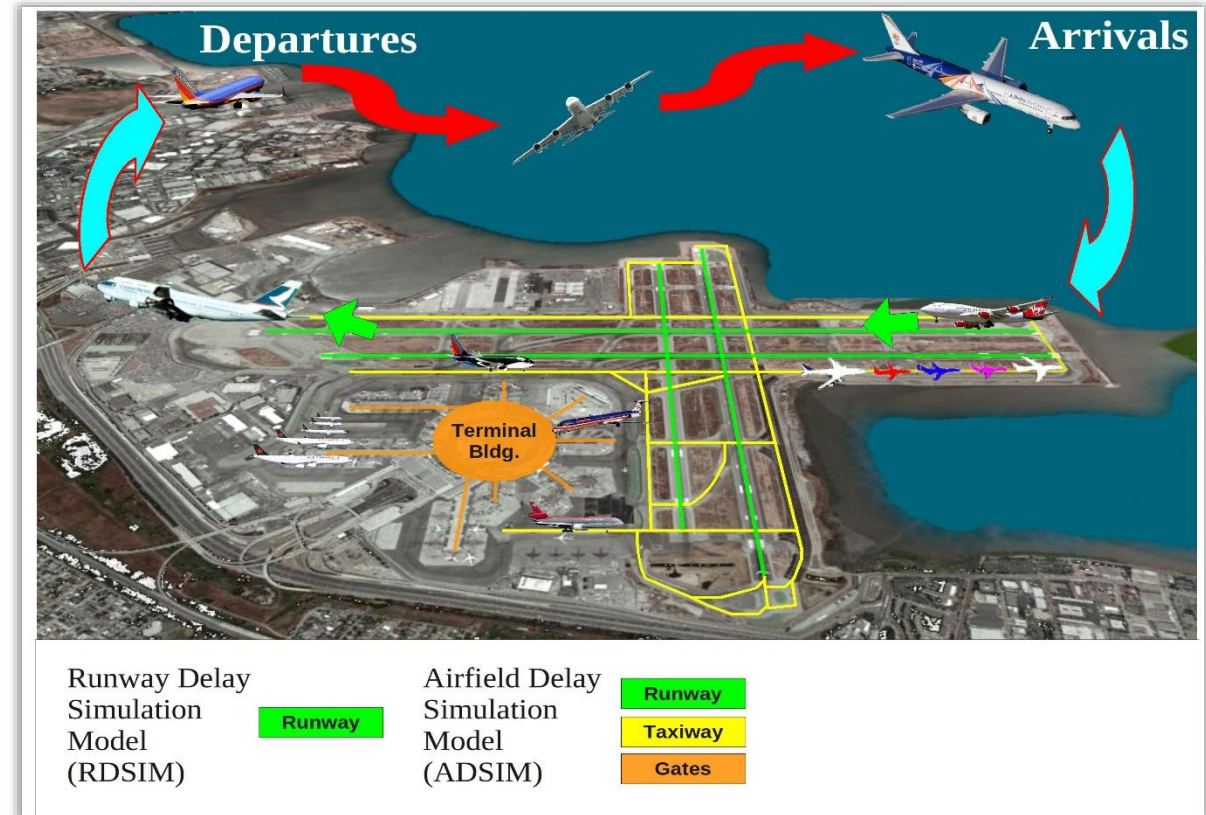 Departures
Arrivals
Terminal
Bldg.
Runway Delay
Simulation
Model
(RDSIM)
Runway
Airfield Delay
Simulation
Model
(ADSIM)
Runway
Taxiway
Gates